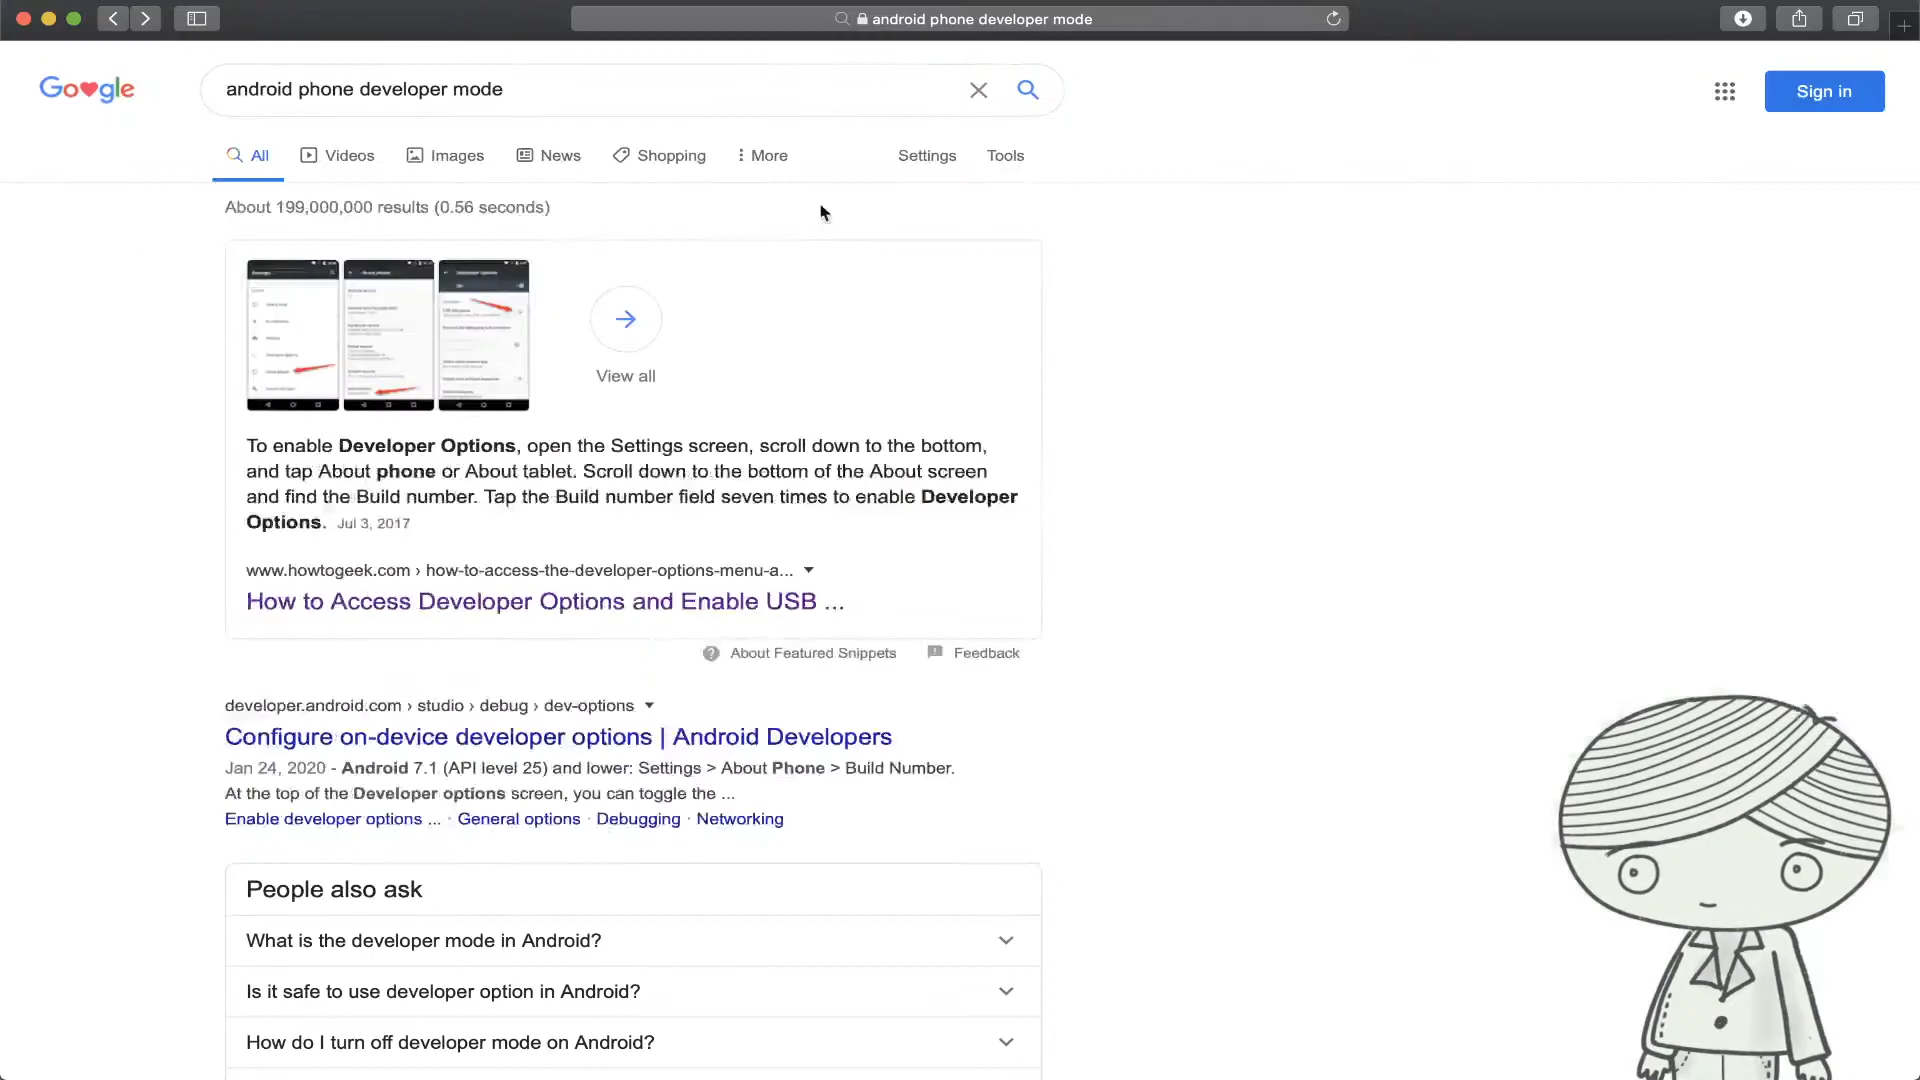 android phone developer mode
Google
android phone developer mode
Sign in
All Videos Images News Shopping More Settings Tools
About 199,000,000 results (0.56 seconds)
View all
To enable Developer Options, open the Settings screen, scroll down to the bottom,
and tap About phone or About tablet. Scroll down to the bottom of the About screen
and find the Build number. Tap the Build number field seven times to enable Developer
Options. Jul 3, 2017
www.howtogeek.com › how-to-access-the-developer-options-menu-a...
How to Access Developer Options and Enable USB ...
About Featured Snippets Feedback
developer.android.com › studio › debug › dev-options
Configure on-device developer options | Android Developers
Jan 24, 2020 - Android 7.1 (API level 25) and lower: Settings > About Phone > Build Number.
At the top of the Developer options screen, you can toggle the ...
Enable developer options ... · General options · Debugging · Networking
People also ask
What is the developer mode in Android?
Is it safe to use developer option in Android?
How do I turn off developer mode on Android?